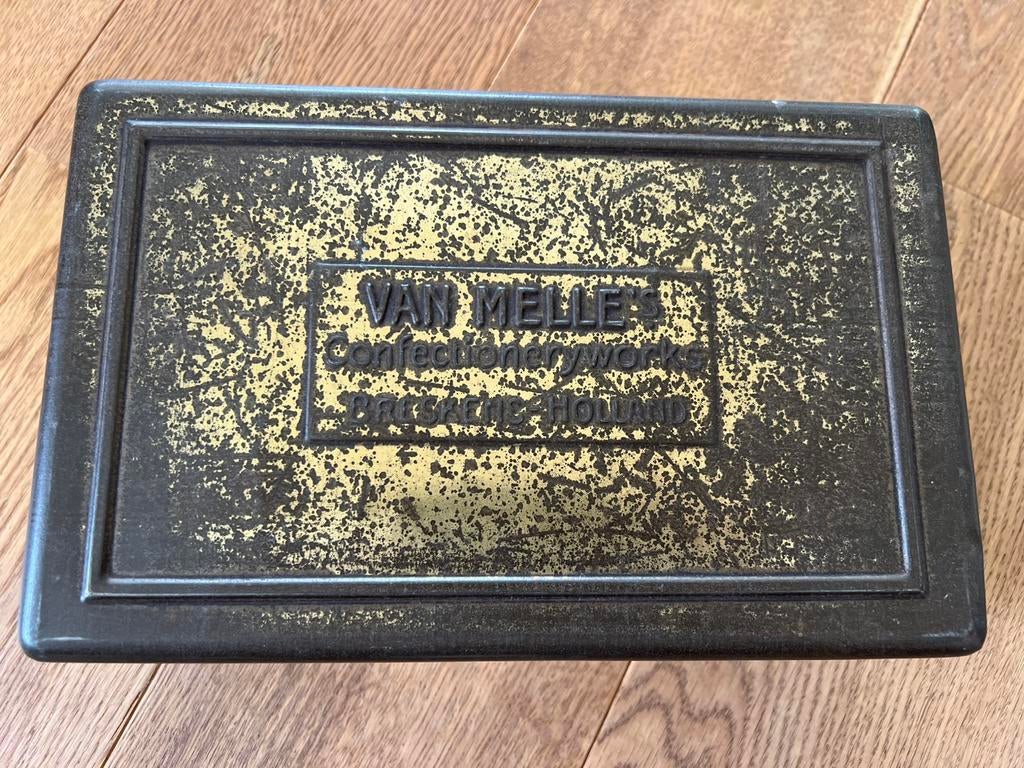 VAN MELLE'S
Confectioneryworks
BRESKENS-HOLLAND